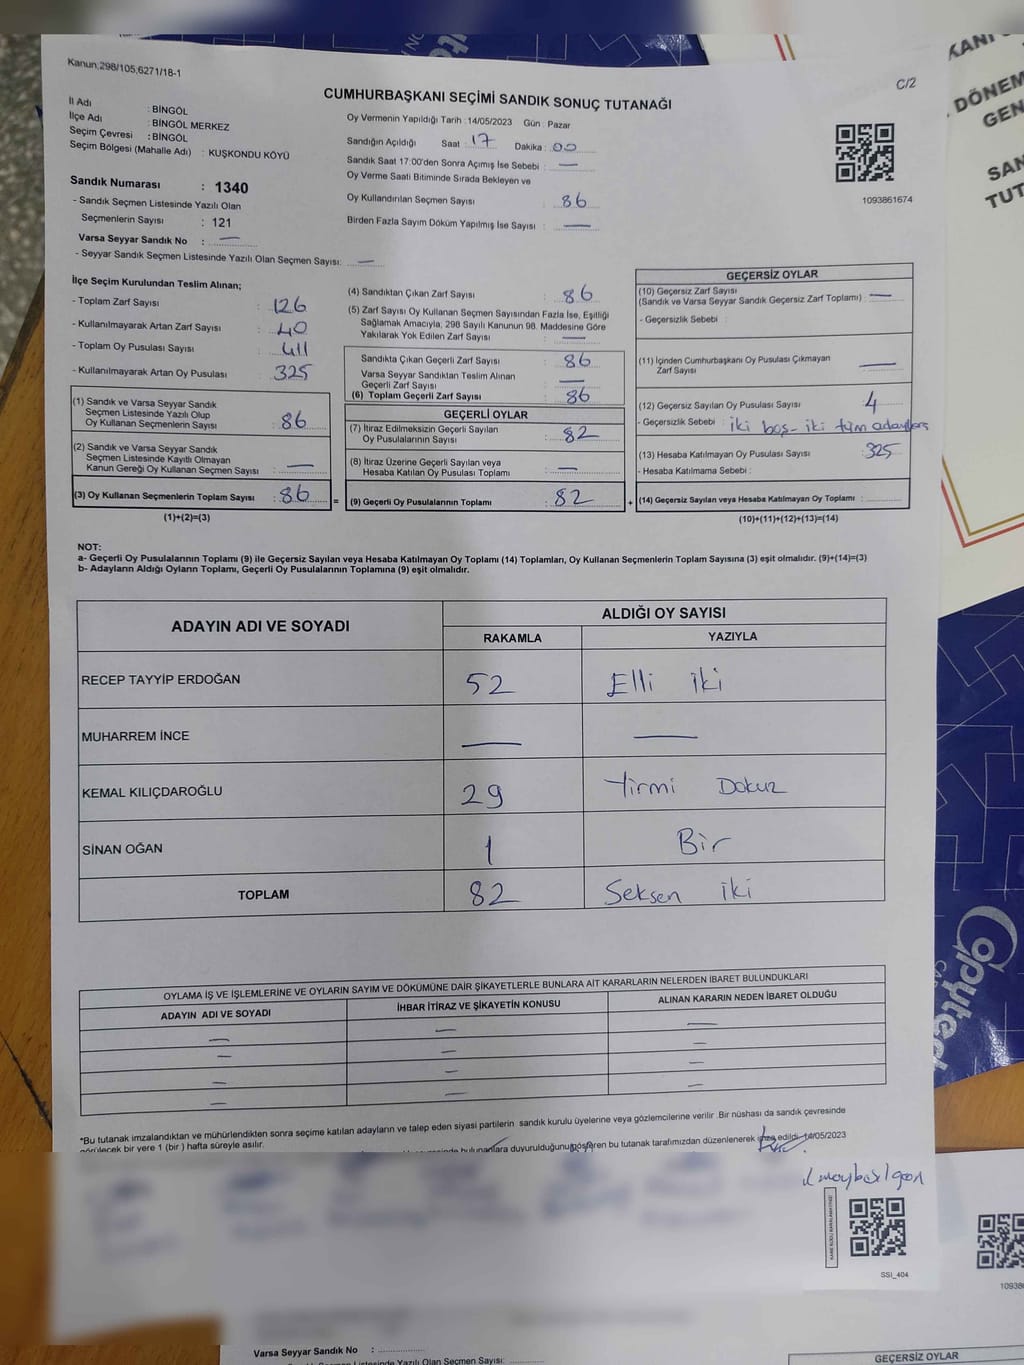 Kanun;298/105;6271/18-1
C/2
CUMHURBAŞKANI SEÇİMİ SANDIK SONUÇ TUTANAĞI
İl Adı : BİNGÖL
İlçe Adı : BİNGÖL MERKEZ
Seçim Çevresi : BİNGÖL
Seçim Bölgesi (Mahalle Adı) : KUŞKONDU KÖYÜ
Sandık Numarası : 1340
- Sandık Seçmen Listesinde Yazılı Olan
Seçmenlerin Sayısı : 121
Varsa Seyyar Sandık No : —
- Seyyar Sandık Seçmen Listesinde Yazılı Olan Seçmen Sayısı: —
Oy Vermenin Yapıldığı Tarih :14/05/2023 Gün : Pazar
Sandığın Açıldığı Saat : 17 Dakika : 00
Sandık Saat 17:00'den Sonra Açımış İse Sebebi : —
Oy Verme Saati Bitiminde Sırada Bekleyen ve
Oy Kullandırılan Seçmen Sayısı : 86
Birden Fazla Sayım Döküm Yapılmış İse Sayısı : —
1093861674
İlçe Seçim Kurulundan Teslim Alınan;
- Toplam Zarf Sayısı : 126
- Kullanılmayarak Artan Zarf Sayısı : 40
- Toplam Oy Pusulası Sayısı : 411
- Kullanılmayarak Artan Oy Pusulası : 325
(1) Sandık ve Varsa Seyyar Sandık
Seçmen Listesinde Yazılı Olup
Oy Kullanan Seçmenlerin Sayısı : 86
(2) Sandık ve Varsa Seyyar Sandık
Seçmen Listesinde Kayıtlı Olmayan
Kanun Gereği Oy Kullanan Seçmen Sayısı : —
(3) Oy Kullanan Seçmenlerin Toplam Sayısı : 86
(1)+(2)=(3)
=
(4) Sandıktan Çıkan Zarf Sayısı : 86
(5) Zarf Sayısı Oy Kullanan Seçmen Sayısından Fazla İse, Eşitliği
Sağlamak Amacıyla; 298 Sayılı Kanunun 98. Maddesine Göre
Yakılarak Yok Edilen Zarf Sayısı : —
Sandıkta Çıkan Geçerli Zarf Sayısı : 86
Varsa Seyyar Sandıktan Teslim Alınan
Geçerli Zarf Sayısı : —
(6) Toplam Geçerli Zarf Sayısı : 86
GEÇERLİ OYLAR
(7) İtiraz Edilmeksizin Geçerli Sayılan
Oy Pusulalarının Sayısı : 82
(8) İtiraz Üzerine Geçerli Sayılan veya
Hesaba Katılan Oy Pusulası Toplamı : —
(9) Geçerli Oy Pusulalarının Toplamı : 82
+
GEÇERSİZ OYLAR
(10) Geçersiz Zarf Sayısı
(Sandık ve Varsa Seyyar Sandık Geçersiz Zarf Toplamı) : —
- Geçersizlik Sebebi :
(11) İçinden Cumhurbaşkanı Oy Pusulası Çıkmayan
Zarf Sayısı : —
(12) Geçersiz Sayılan Oy Pusulası Sayısı : 4
- Geçersizlik Sebebi : iki boş - iki tüm adaylara
(13) Hesaba Katılmayan Oy Pusulası Sayısı : 325
- Hesaba Katılmama Sebebi :
(14) Geçersiz Sayılan veya Hesaba Katılmayan Oy Toplamı :
(10)+(11)+(12)+(13)=(14)
NOT:
a- Geçerli Oy Pusulalarının Toplamı (9) ile Geçersiz Sayılan veya Hesaba Katılmayan Oy Toplamı (14) Toplamları, Oy Kullanan Seçmenlerin Toplam Sayısına (3) eşit olmalıdır. (9)+(14)=(3)
b- Adayların Aldığı Oyların Toplamı, Geçerli Oy Pusulalarının Toplamına (9) eşit olmalıdır.
ADAYIN ADI VE SOYADI
ALDIĞI OY SAYISI
RAKAMLA YAZIYLA
RECEP TAYYİP ERDOĞAN 52 Elli iki
MUHARREM İNCE — —
KEMAL KILIÇDAROĞLU 29 Yirmi Dokuz
SİNAN OĞAN 1 Bir
TOPLAM 82 Seksen iki
OYLAMA İŞ VE İŞLEMLERİNE VE OYLARIN SAYIM VE DÖKÜMÜNE DAİR ŞİKAYETLERLE BUNLARA AİT KARARLARIN NELERDEN İBARET BULUNDUKLARI
ADAYIN ADI VE SOYADI İHBAR İTİRAZ VE ŞİKAYETİN KONUSU ALINAN KARARIN NEDEN İBARET OLDUĞU
— — —
— — —
— — —
— — —
*Bu tutanak imzalandıktan ve mühürlendikten sonra seçime katılan adayların ve talep eden siyasi partilerin sandık kurulu üyelerine veya gözlemcilerine verilir .Bir nüshası da sandık çevresinde
görülecek bir yere 1 (bir ) hafta süreyle asılır.
duyurulduğunu gösteren bu tutanak tarafımızdan düzenlenerek imza edildi. 14/05/2023
SSI_404
KANI
DÖNEM
GEN
SAN
TUT
Copytech
10938
Varsa Seyyar Sandık No :
Seçmen Listesinde Yazılı Olan Seçmen Sayısı:
GEÇERSİZ OYLAR